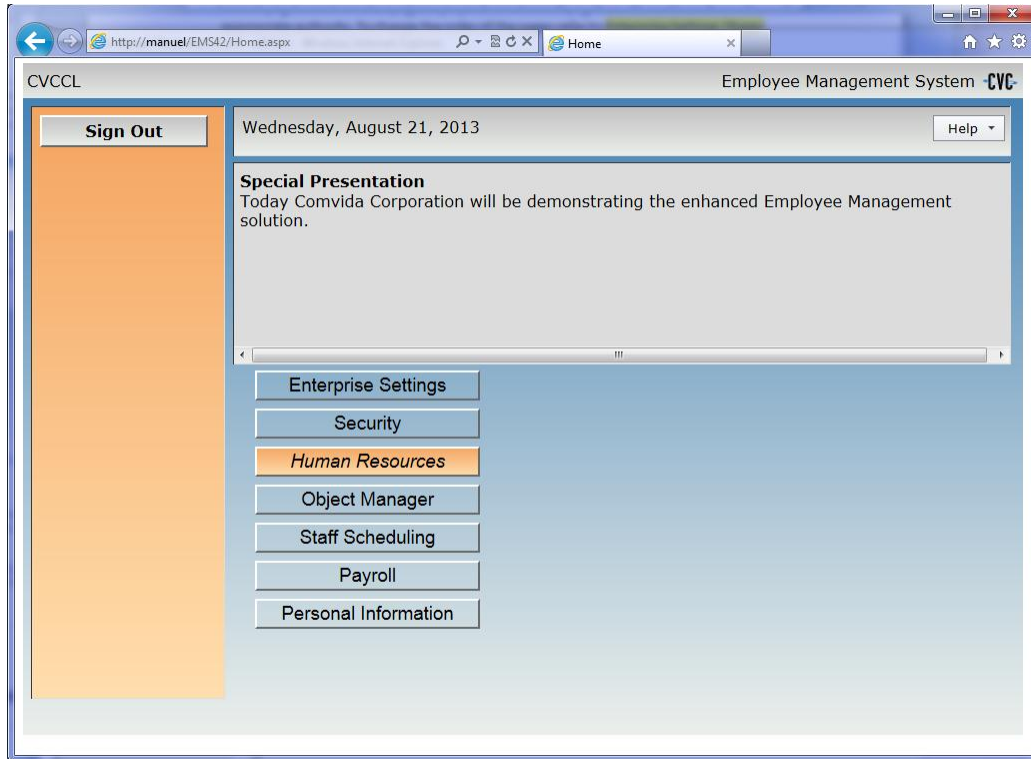 http://manuel/EMS42/Home.aspx
Home
CVCCL
Employee Management System CVC
Sign Out
Wednesday, August 21, 2013
Help
Special Presentation
Today Comvida Corporation will be demonstrating the enhanced Employee Management
solution.
Enterprise Settings
Security
Human Resources
Object Manager
Staff Scheduling
Payroll
Personal Information